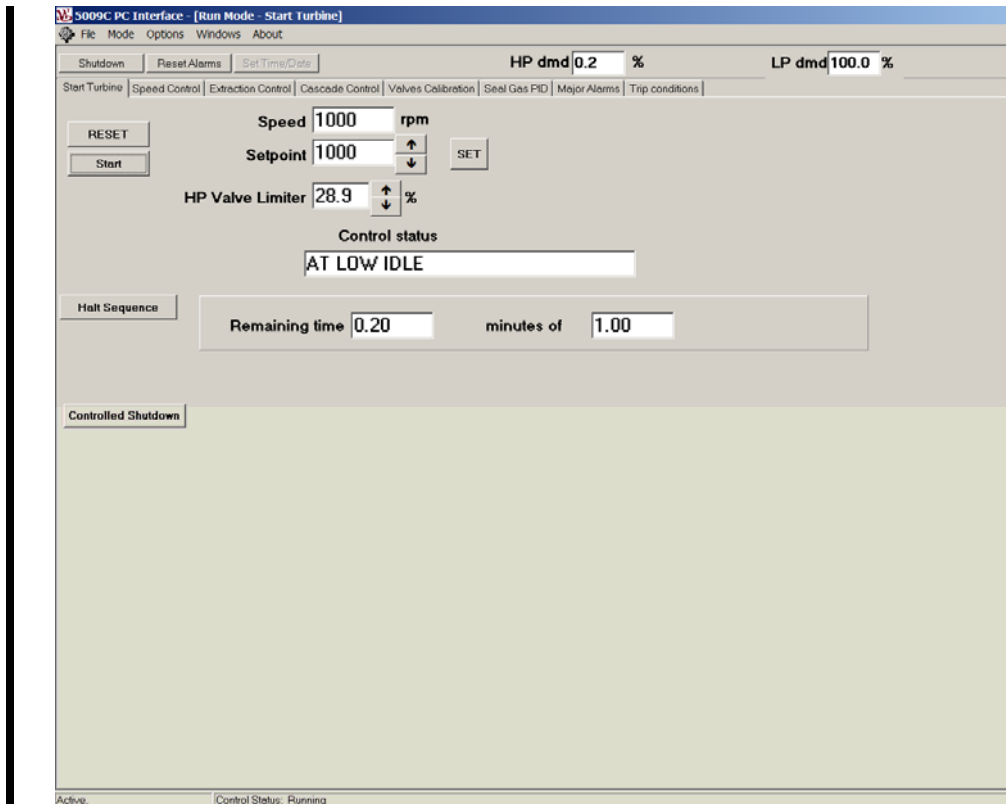 5009C PC Interface - [Run Mode - Start Turbine]
File Mode Options Windows About
Shutdown Reset Alarms Set Time/Date HP dmd 0.2 % LP dmd 100.0 %
Start Turbine Speed Control Extraction Control Cascade Control Valves Calibration Seal Gas PID Major Alarms Trip conditions
RESET Speed 1000 rpm
Start Setpoint 1000 SET
HP Valve Limiter 28.9 %
Control status
AT LOW IDLE
Halt Sequence
Remaining time 0.20 minutes of 1.00
Controlled Shutdown
Active. Control Status: Running